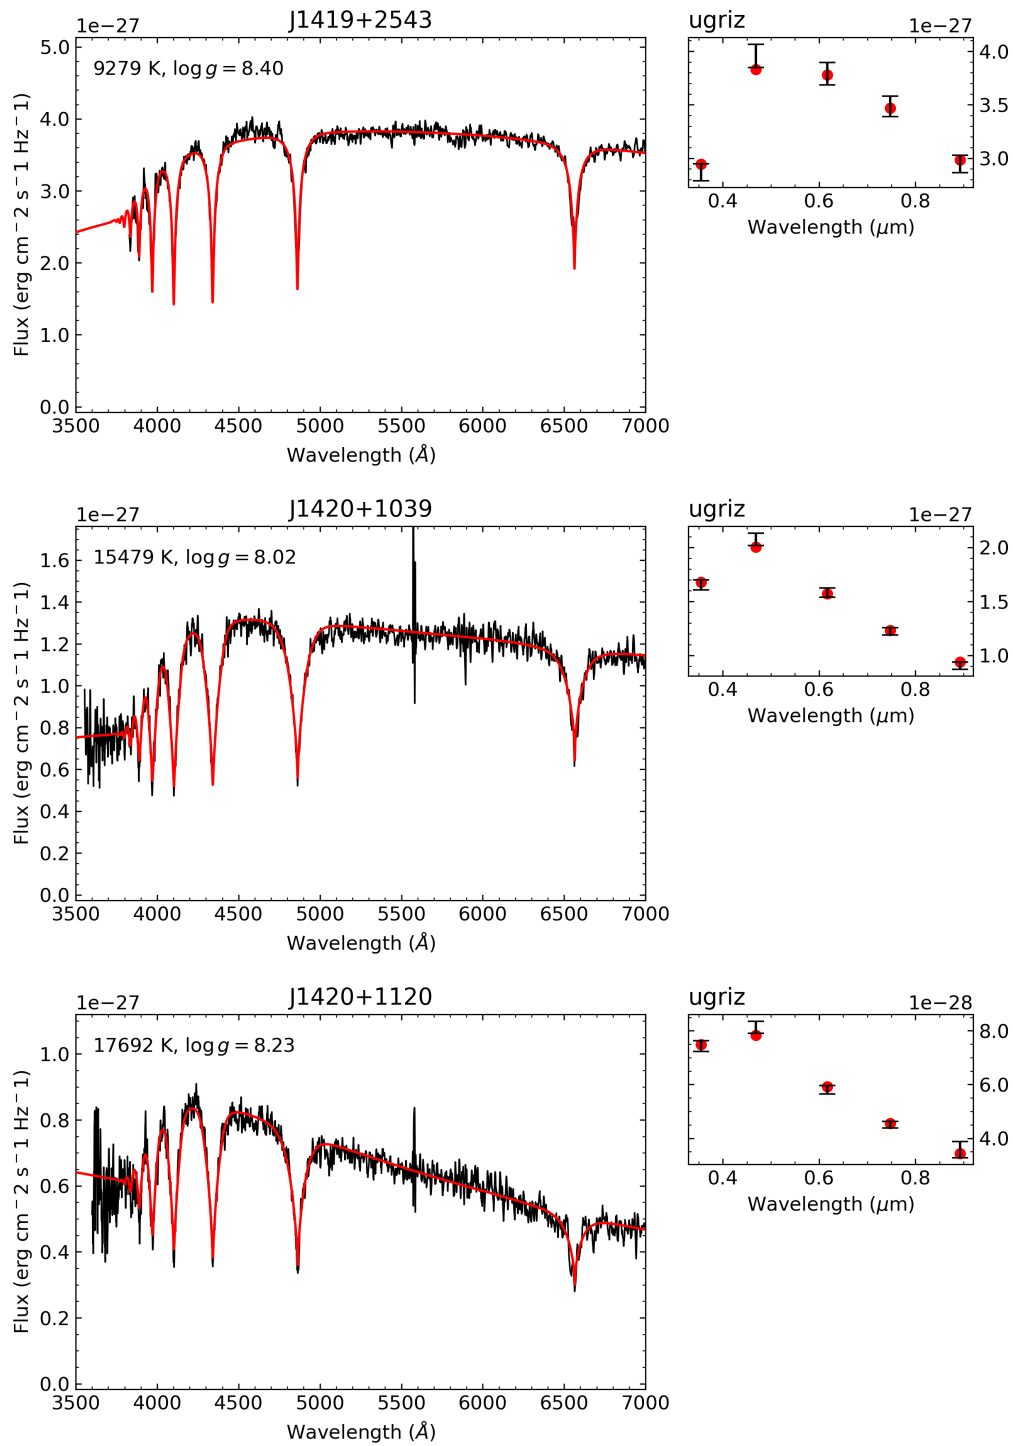 1e−27
J1419+2543
ugriz
1e−27
9279 K, log g = 8.40
5.0
4.0
3.0
2.0
1.0
0.0
Flux (erg cm−2 s−1 Hz−1)
3500 4000 4500 5000 5500 6000 6500 7000
Wavelength (Å)
4.0
3.5
3.0
0.4 0.6 0.8
Wavelength (μm)
1e−27
J1420+1039
ugriz
1e−27
15479 K, log g = 8.02
1.6
1.4
1.2
1.0
0.8
0.6
0.4
0.2
0.0
Flux (erg cm−2 s−1 Hz−1)
3500 4000 4500 5000 5500 6000 6500 7000
Wavelength (Å)
2.0
1.5
1.0
0.4 0.6 0.8
Wavelength (μm)
1e−27
J1420+1120
ugriz
1e−28
17692 K, log g = 8.23
1.0
0.8
0.6
0.4
0.2
0.0
Flux (erg cm−2 s−1 Hz−1)
3500 4000 4500 5000 5500 6000 6500 7000
Wavelength (Å)
8.0
6.0
4.0
0.4 0.6 0.8
Wavelength (μm)